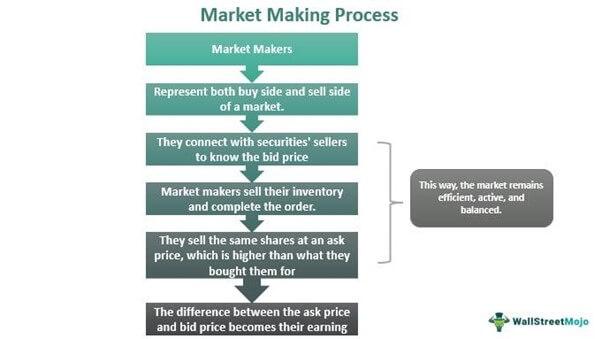 Market Making Process
Market Makers
Represent both buy side and sell side
of a market.
They connect with securities' sellers
to know the bid price
Market makers sell their inventory
and complete the order.
They sell the same shares at an ask
price, which is higher than what they
bought them for
The difference between the ask price
and bid price becomes their earning
This way, the market remains
efficient, active, and
balanced.
WallStreetMojo